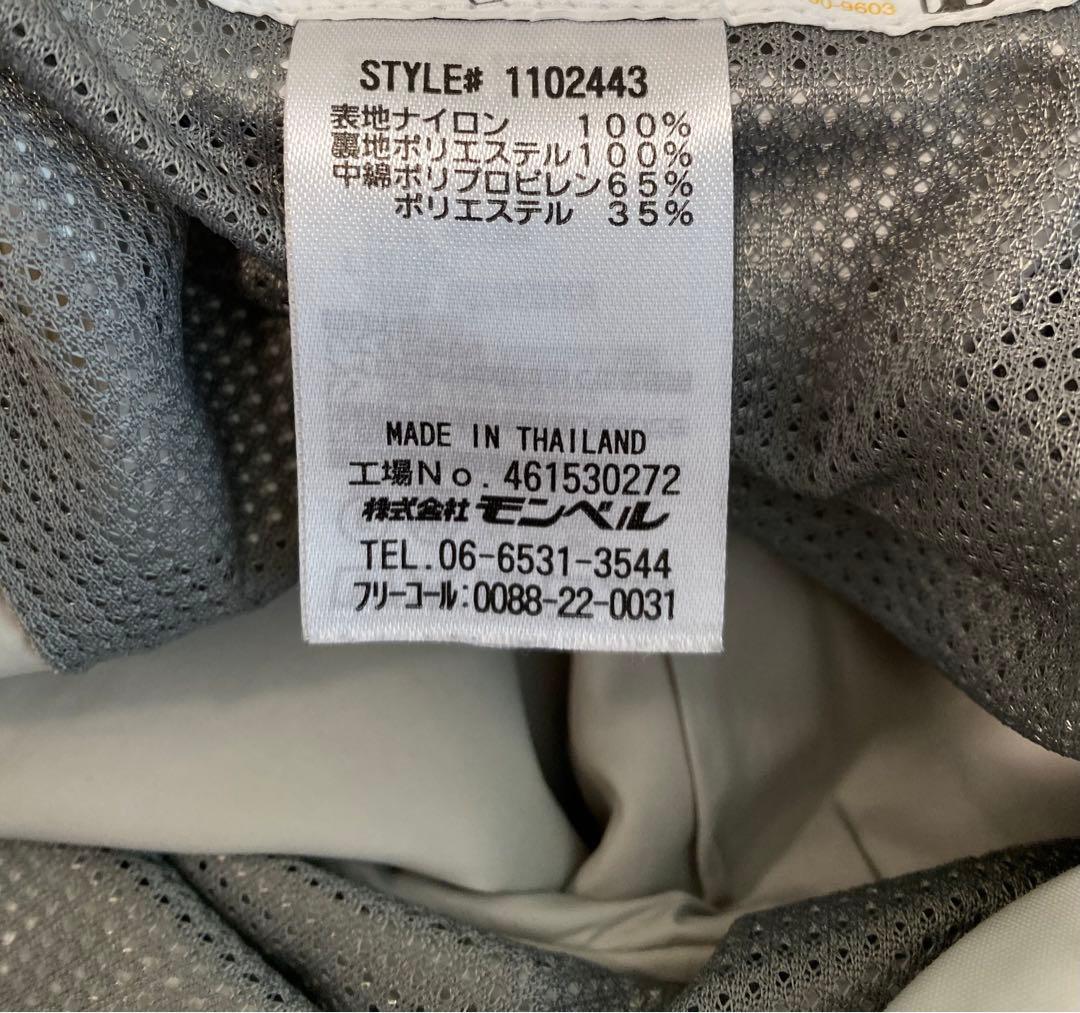 90-9603
STYLE# 1102443
表地ナイロン 100%
裏地ポリエステル100%
中綿ポリプロピレン65%
ポリエステル 35%
MADE IN THAILAND
工場No. 461530272
株式会社 モンベル
TEL.06-6531-3544
フリーコール:0088-22-0031